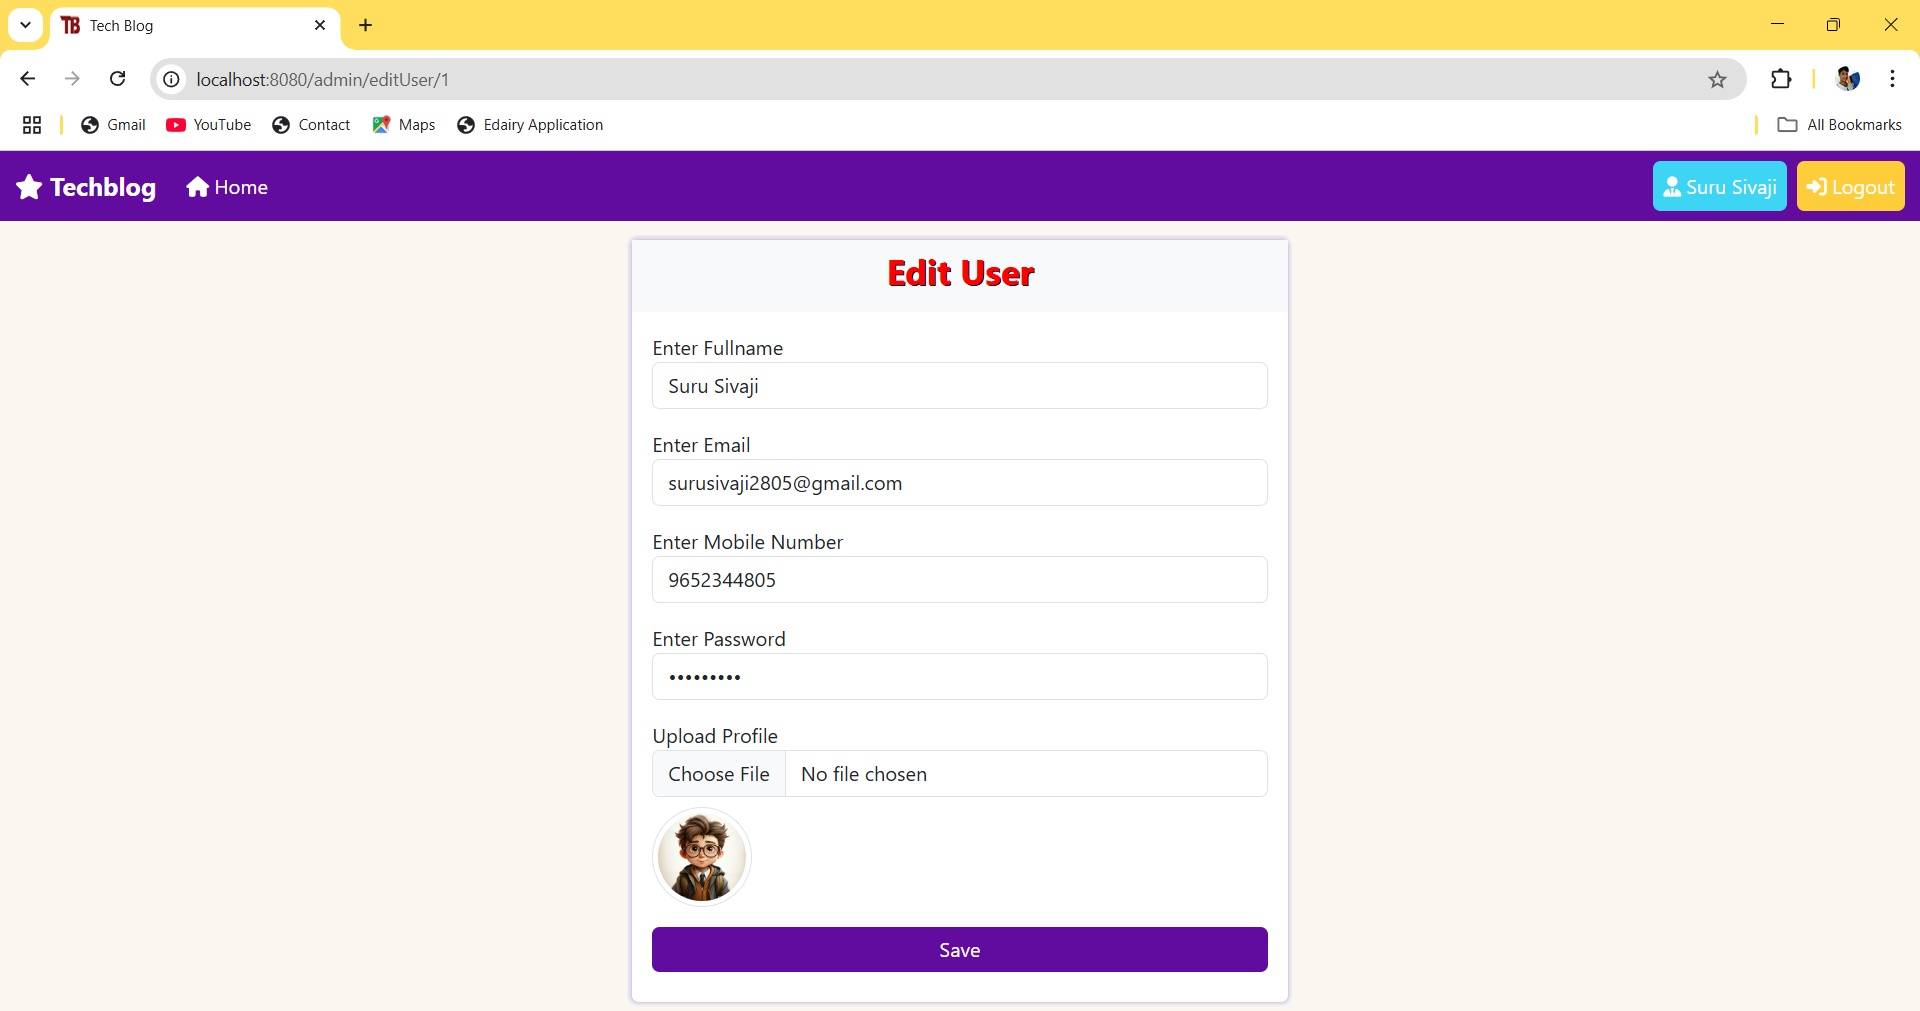 TB Tech Blog
localhost:8080/admin/editUser/1
Gmail YouTube Contact Maps Edairy Application All Bookmarks
Techblog Home Suru Sivaji Logout
Edit User
Enter Fullname
Suru Sivaji
Enter Email
surusivaji2805@gmail.com
Enter Mobile Number
9652344805
Enter Password
•••••••••
Upload Profile
Choose File No file chosen
Save